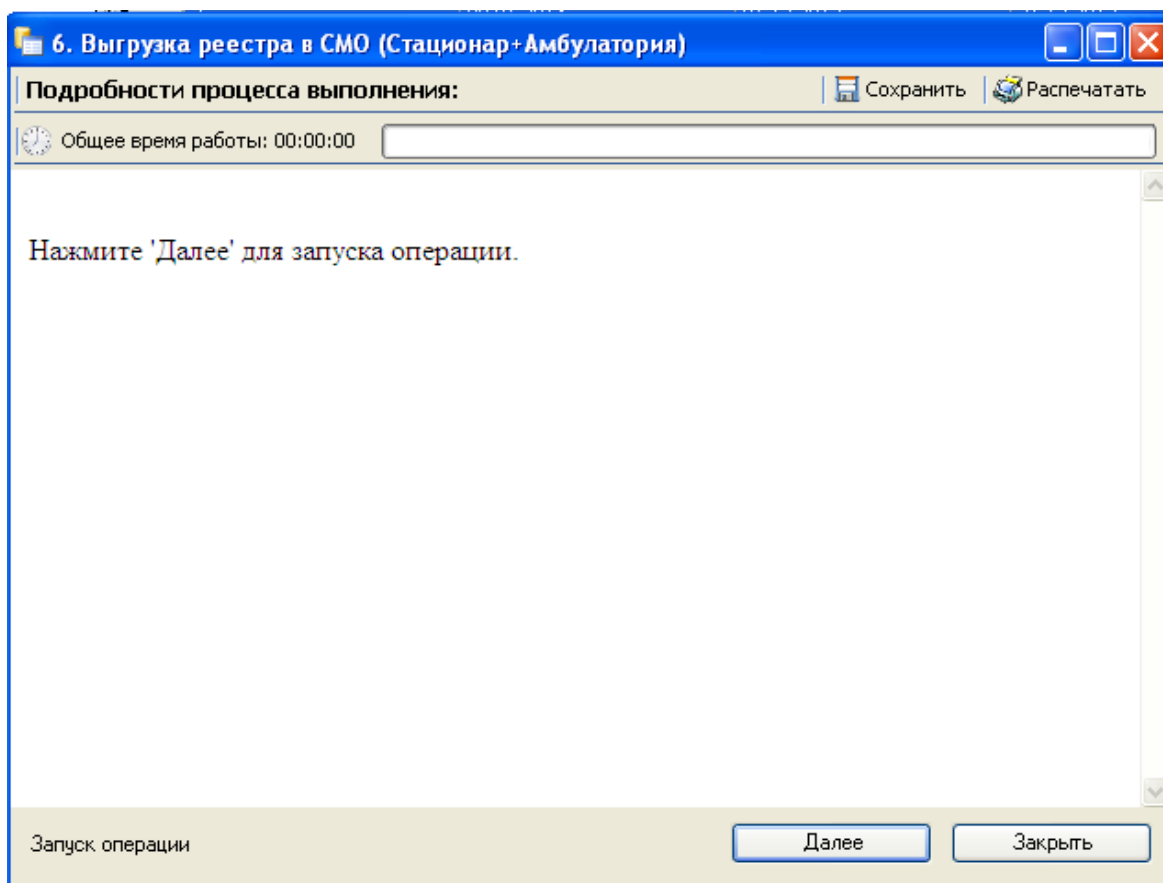 6. Выгрузка реестра в СМО (Стационар+Амбулатория)
Подробности процесса выполнения: Сохранить Распечатать
Общее время работы: 00:00:00
Нажмите 'Далее' для запуска операции.
Запуск операции Далее Закрыть